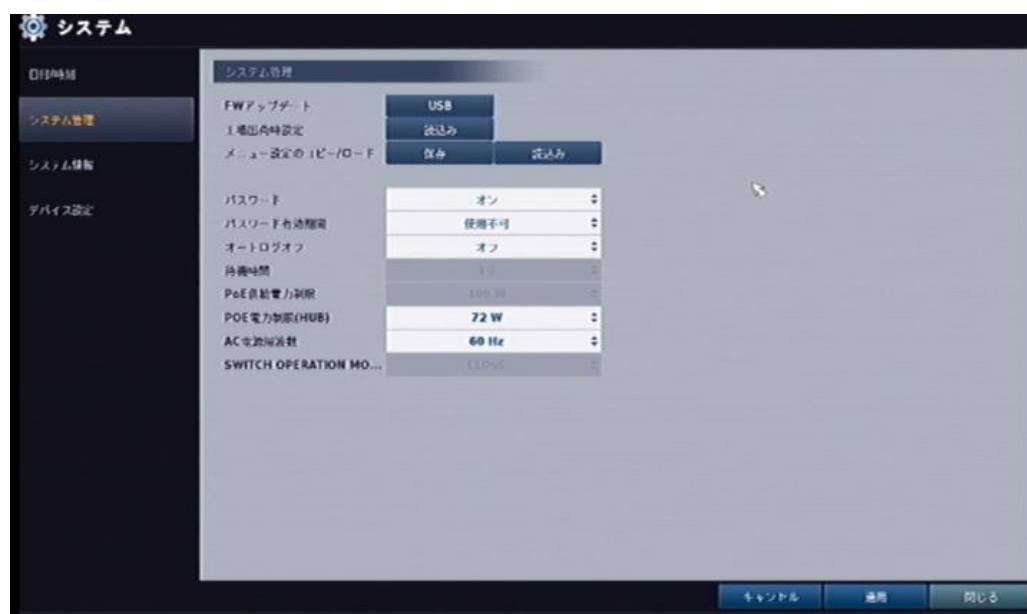 システム
日付/時刻
システム管理
システム管理
FWアップデート
USB
工場出荷時設定
読込み
システム情報
メニュー設定のコピー/ロード
保存
読込み
デバイス設定
パスワード
オン
パスワード有効期間
使用不可
オートログオフ
オフ
待機時間
PoE供給電力制限
100 W
POE電力制限(HUB)
72 W
AC電源周波数
60 Hz
SWITCH OPERATION MO...
CLOSE
キャンセル
適用
閉じる